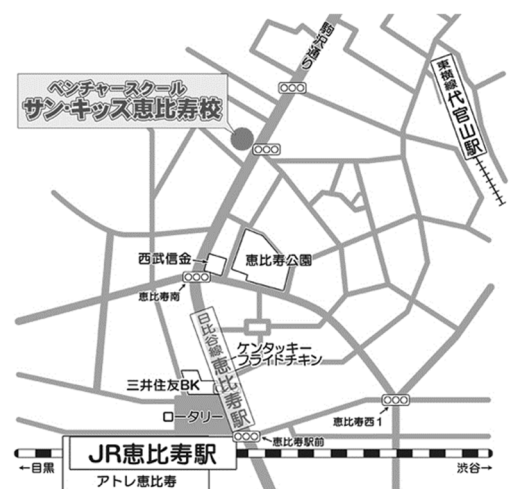 駒沢通り
ベンチャースクール
サン・キッズ恵比寿校
東横線
代官山駅
西武信金
恵比寿公園
恵比寿南
日比谷線
恵比寿駅
ケンタッキー
フライドチキン
三井住友BK
ロータリー
恵比寿西1
恵比寿駅前
JR恵比寿駅
←目黒
渋谷→
アトレ恵比寿